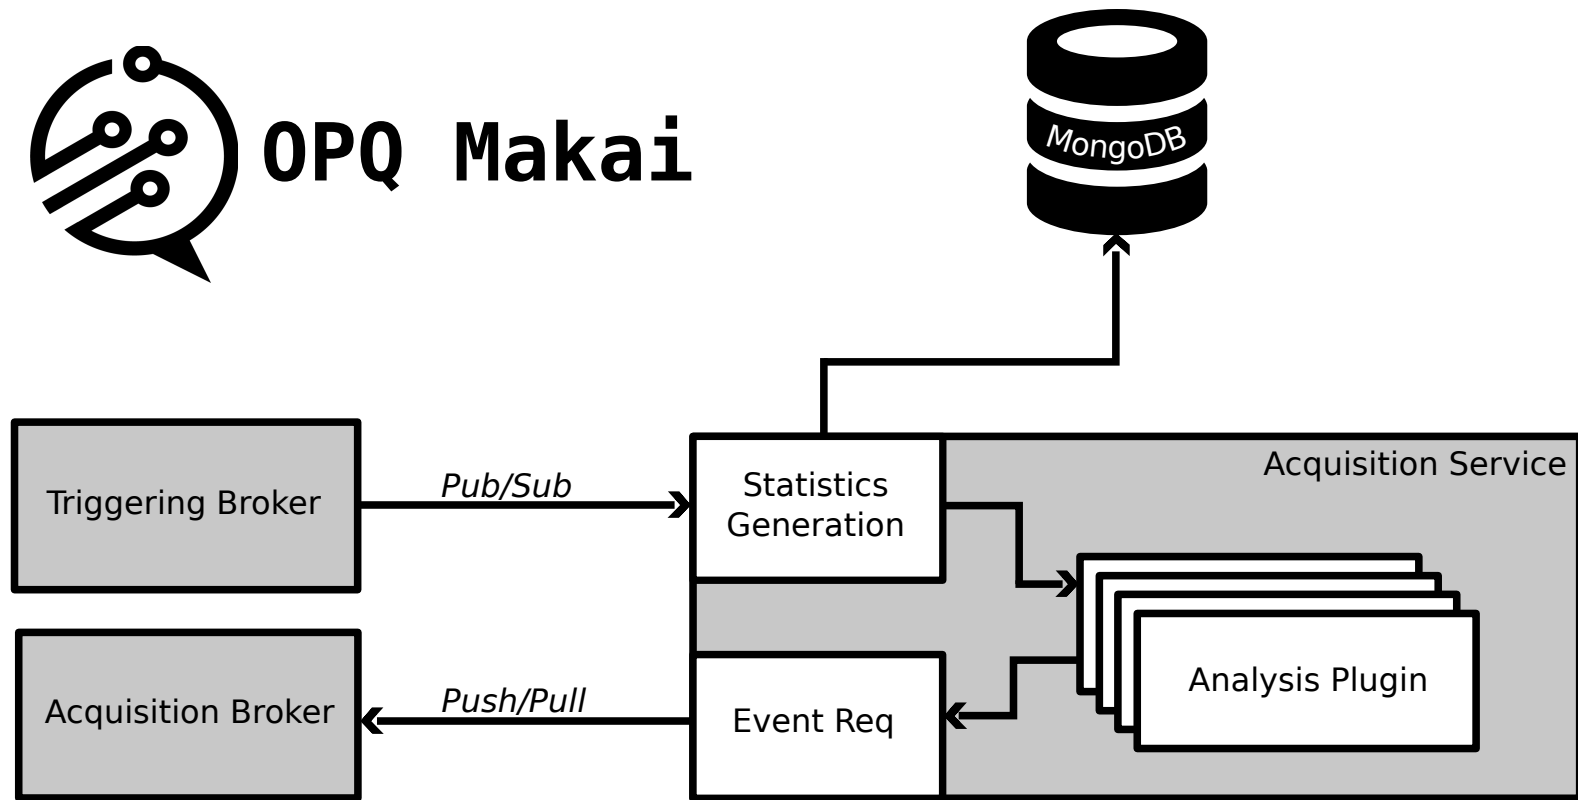 OPQ Makai
MongoDB
Acquisition Service
Triggering Broker
Pub/Sub
Statistics
Generation
Analysis Plugin
Acquisition Broker
Push/Pull
Event Req